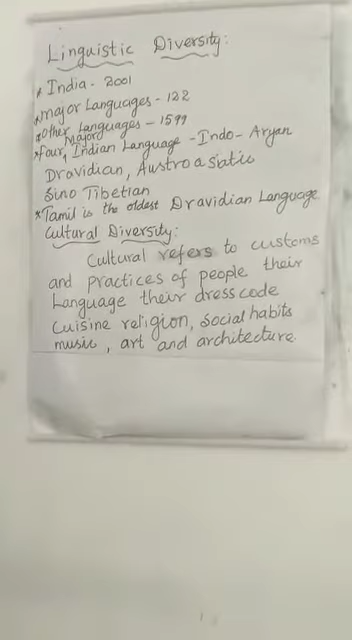 Linguistic Diversity:
* India - 2001
* major Languages - 122
* other Languages - 1599
* Four Major Indian Language - Indo - Aryan
Dravidian, Austroasiatic
Sino Tibetian
* Tamil is the oldest Dravidian Language
Cultural Diversity:
Cultural refers to customs
and practices of people their
Language their dress code
Cuisine religion, social habits
music, art and architecture.